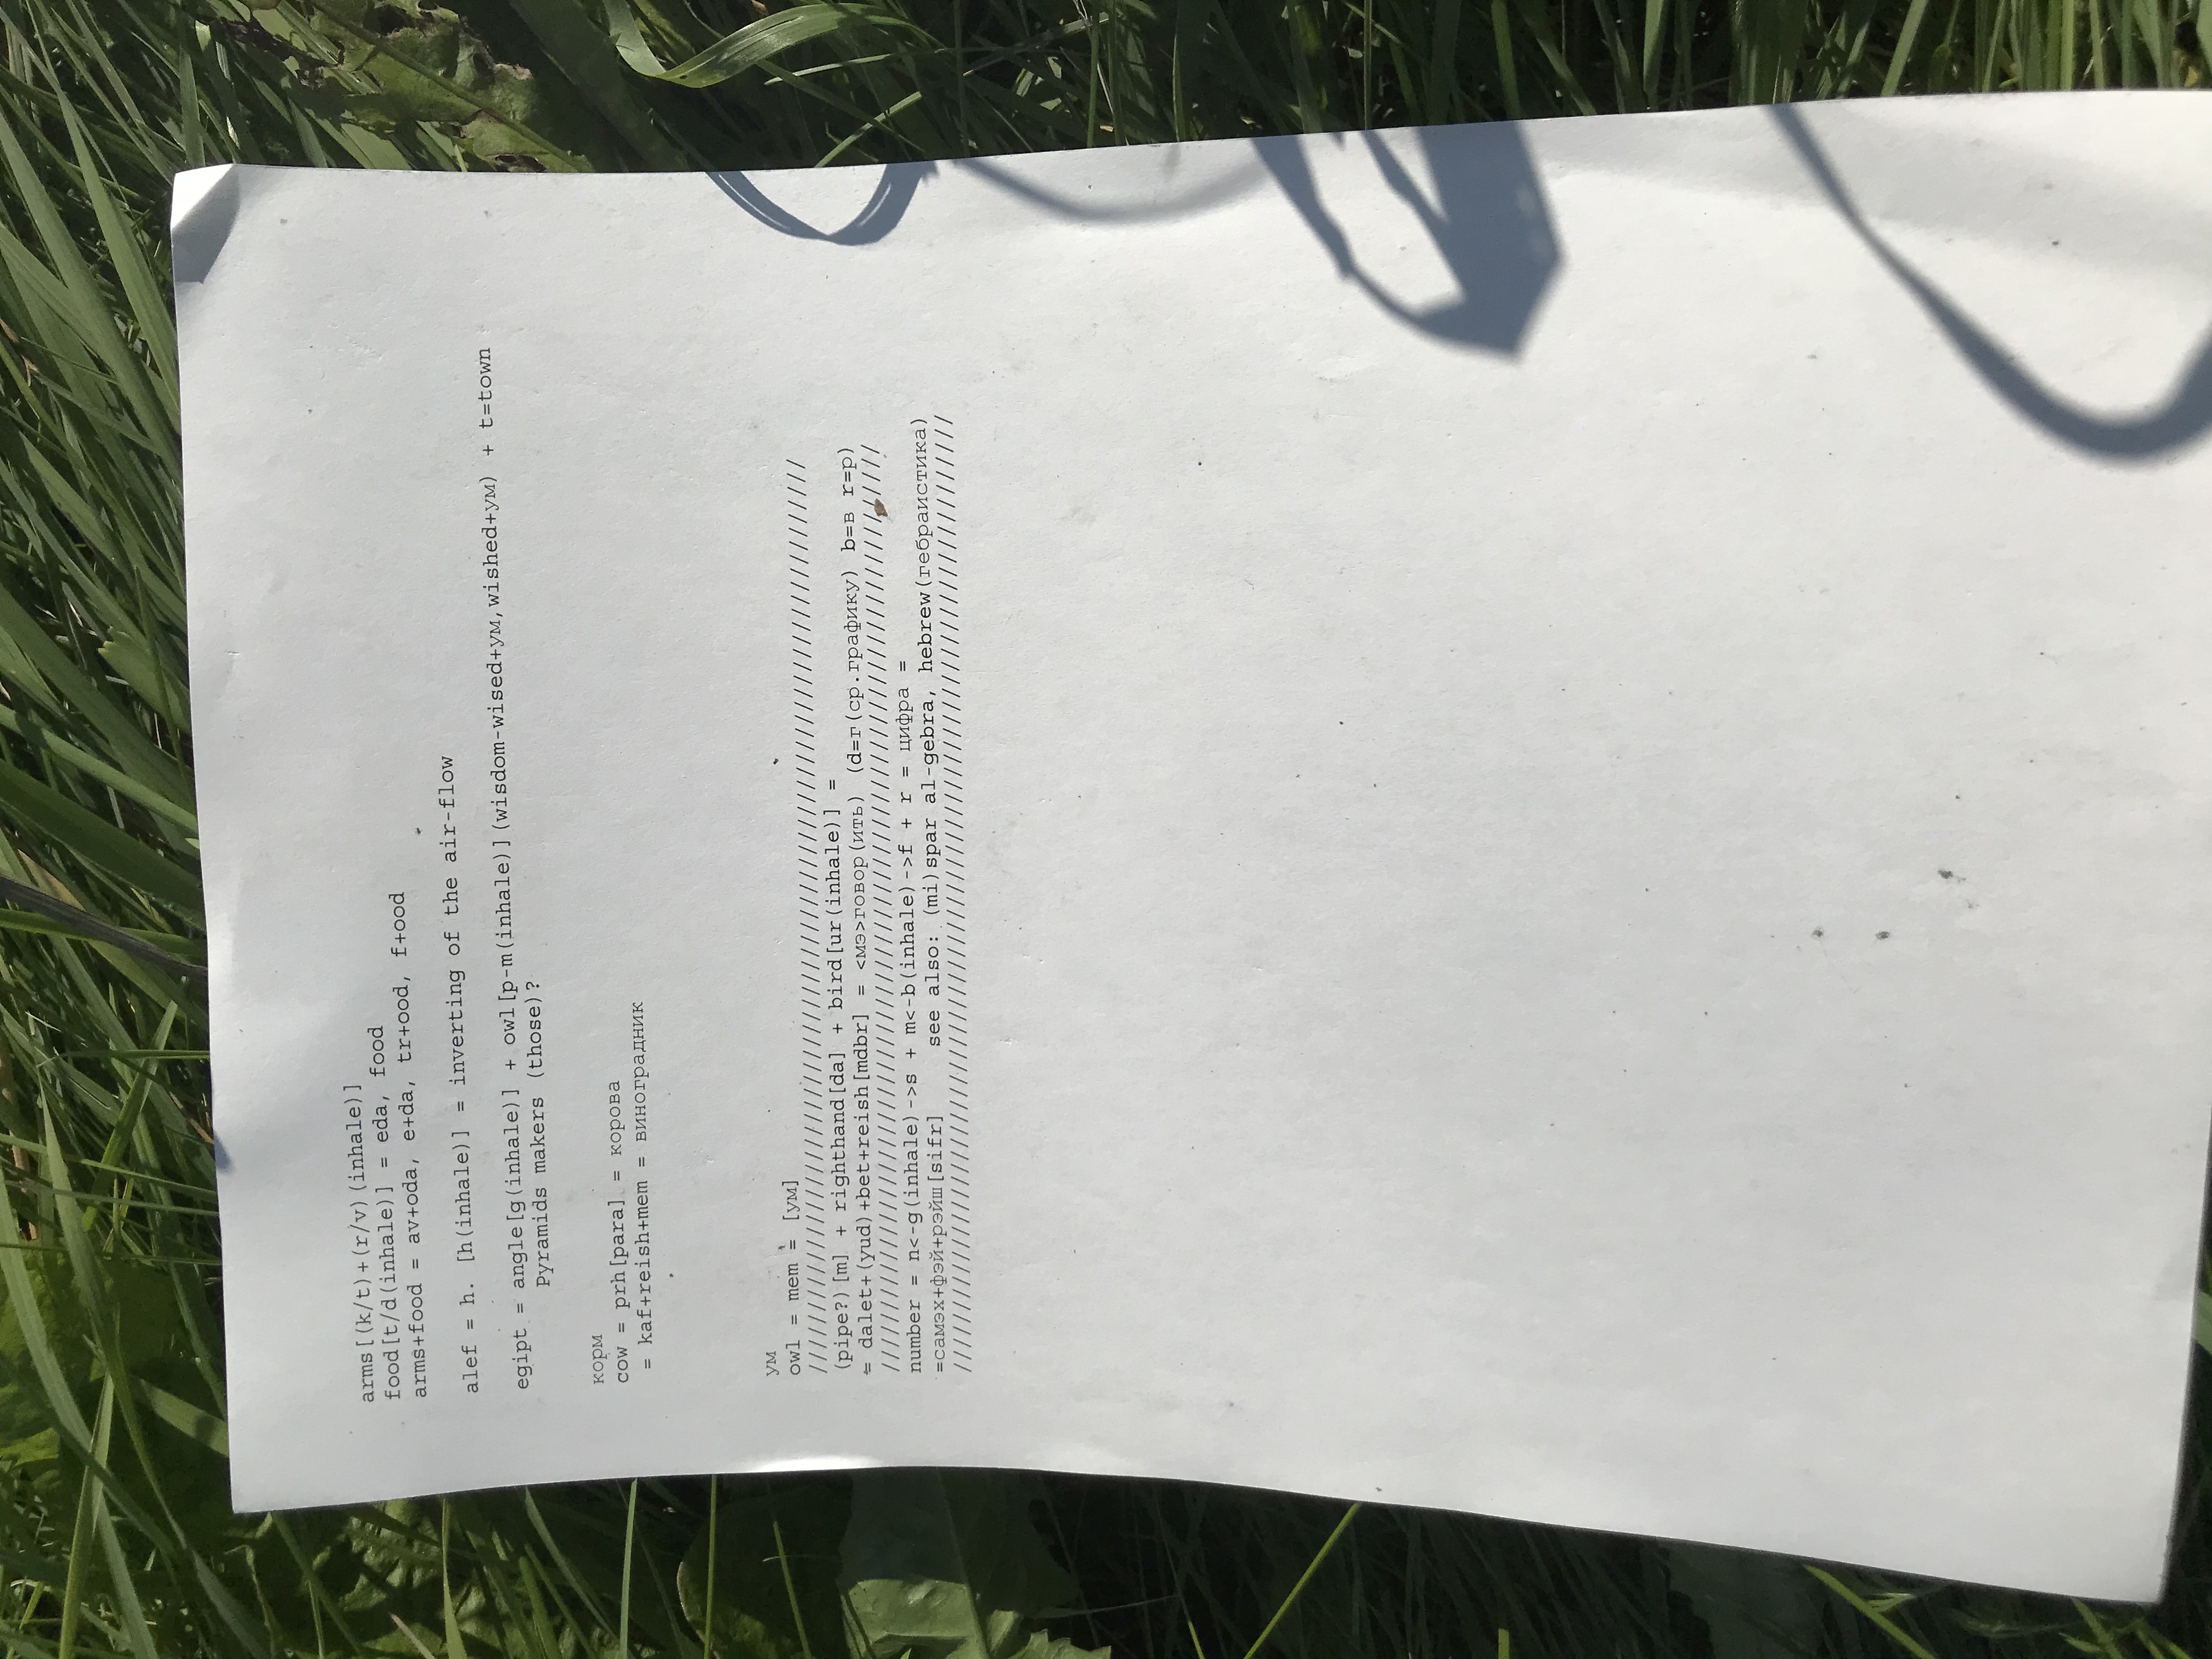 arms[(k/t)+(r/v)(inhale)]
food[t/d(inhale)] = eda, food
arms+food = av+oda, e+da, tr+ood, f+ood
alef = h. [h(inhale)] = inverting of the air-flow
egipt = angle[g(inhale)] + owl[p-m(inhale)](wisdom-wised+ум,wished+ум) + t=town
Pyramids makers (those)?
корм
cow = prh[para] = корова
= kaf+reish+mem = виноградник
ум
owl = mem = [ум]
/////////////////////////////////////////////////////////////////////////
(pipe?)[m] + righthand[da] + bird[ur(inhale)] =
= dalet+(yud)+bet+reish[mdbr] = <мэ>говор(ить) (d=г(ср.графику) b=в r=р)
//////////////////////////////////////////////////////////////////////////
number = n<-g(inhale)->s + m<-b(inhale)->f + r = цифра =
=самэх+фэй+рэйш[sifr] see also: (mi)spar al-gebra, hebrew(гебраистика)
////////////////////////////////////////////////////////////////////////////